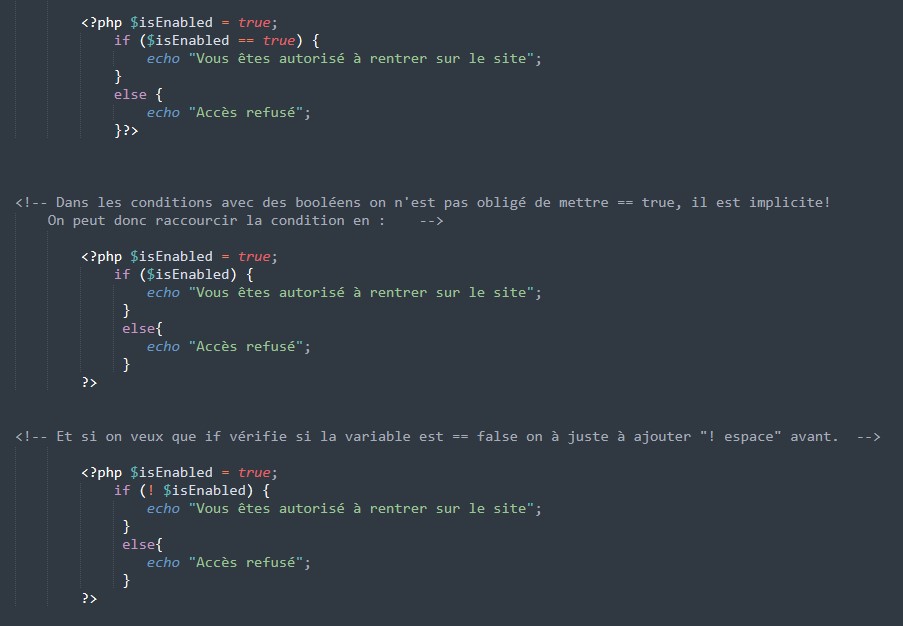 <?php $isEnabled = true;
if ($isEnabled == true) {
echo "Vous êtes autorisé à rentrer sur le site";
}
else {
echo "Accès refusé";
}?>
<!-- Dans les conditions avec des booléens on n'est pas obligé de mettre == true, il est implicite!
On peut donc raccourcir la condition en :    -->
<?php $isEnabled = true;
if ($isEnabled) {
echo "Vous êtes autorisé à rentrer sur le site";
}
else{
echo "Accès refusé";
}
?>
<!-- Et si on veux que if vérifie si la variable est == false on à juste à ajouter "! espace" avant.  -->
<?php $isEnabled = true;
if (! $isEnabled) {
echo "Vous êtes autorisé à rentrer sur le site";
}
else{
echo "Accès refusé";
}
?>